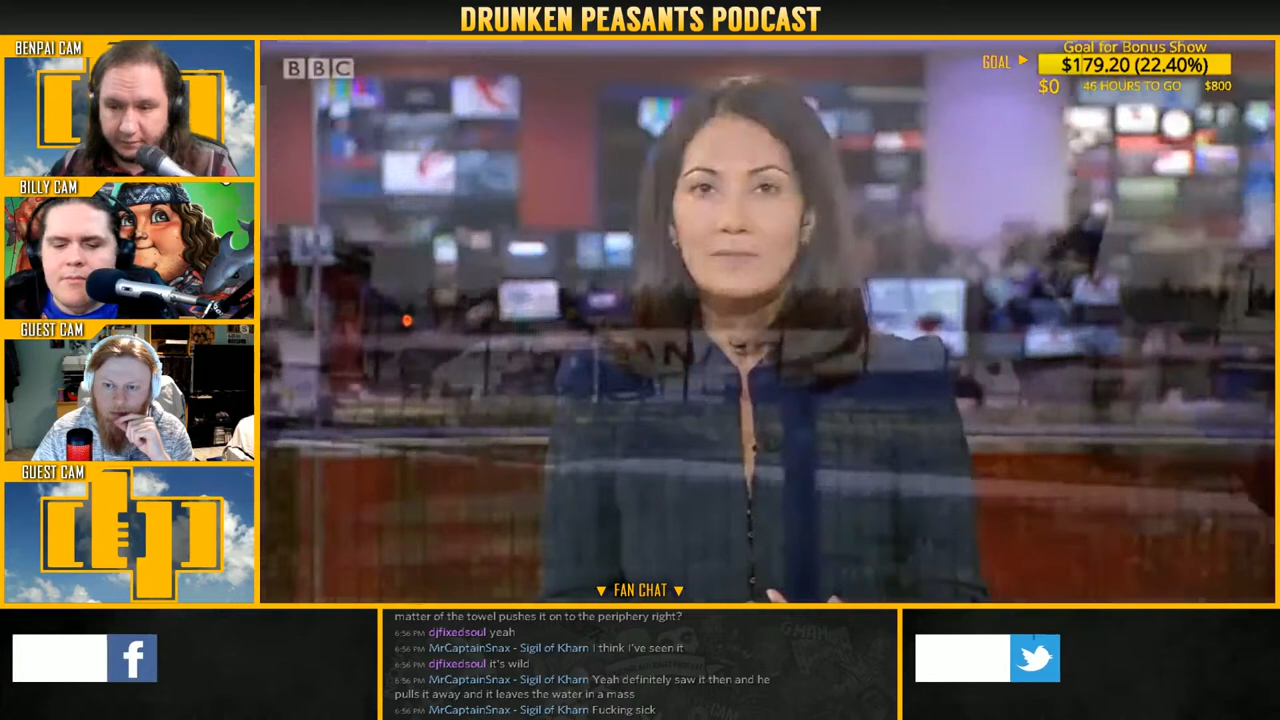 DRUNKEN PEASANTS PODCAST
BENPAI CAM
BILLY CAM
GUEST CAM
GUEST CAM
BBC
GOAL ▶
Goal for Bonus Show
$179.20 (22.40%)
$0 46 HOURS TO GO $800
▼ FAN CHAT ▼
matter of the towel pushes it on to the periphery right?
6:56 PM djfixedsoul yeah
6:56 PM MrCaptainSnax - Sigil of Kharn I think I've seen it
6:56 PM djfixedsoul it's wild
6:56 PM MrCaptainSnax - Sigil of Kharn Yeah definitely saw it then and he
pulls it away and it leaves the water in a mass
6:56 PM MrCaptainSnax - Sigil of Kharn Fucking sick
f